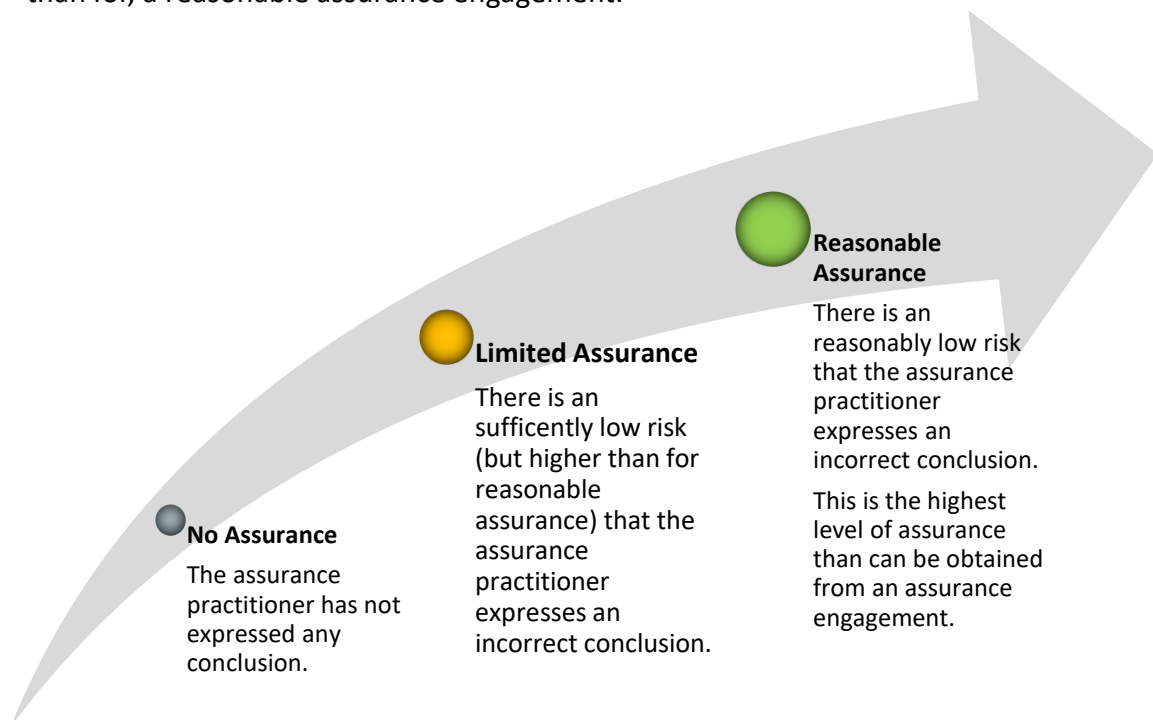 than for, a reasonable assurance engagement.
No Assurance
The assurance
practitioner has not
expressed any
conclusion.
Limited Assurance
There is an
sufficently low risk
(but higher than for
reasonable
assurance) that the
assurance
practitioner
expresses an
incorrect conclusion.
Reasonable
Assurance
There is an
reasonably low risk
that the assurance
practitioner
expresses an
incorrect conclusion.
This is the highest
level of assurance
than can be obtained
from an assurance
engagement.